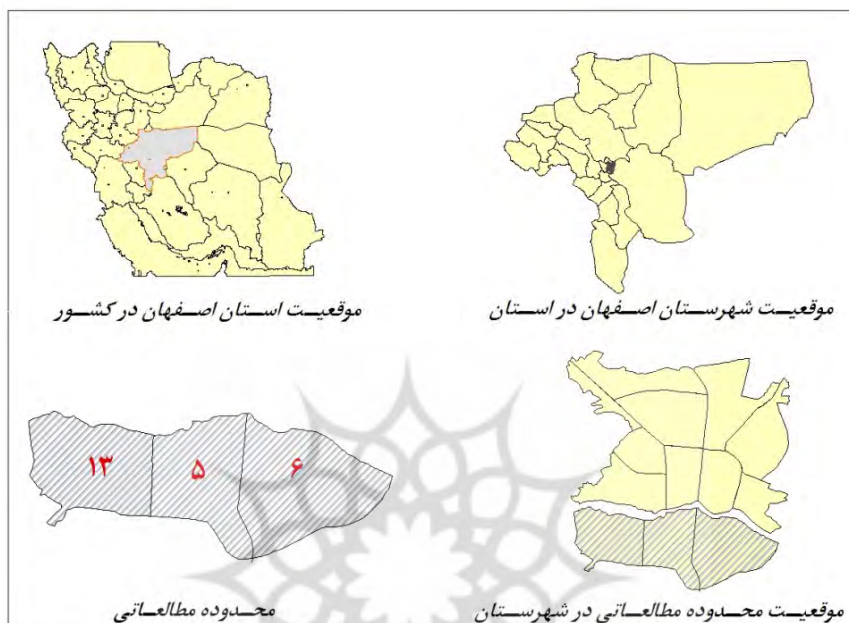 موقعیت استان اصفهان در کشور
موقعیت شهرستان اصفهان در استان
۱۳
۵
۶
محدوده مطالعاتی
موقعیت محدوده مطالعاتی در شهرستان